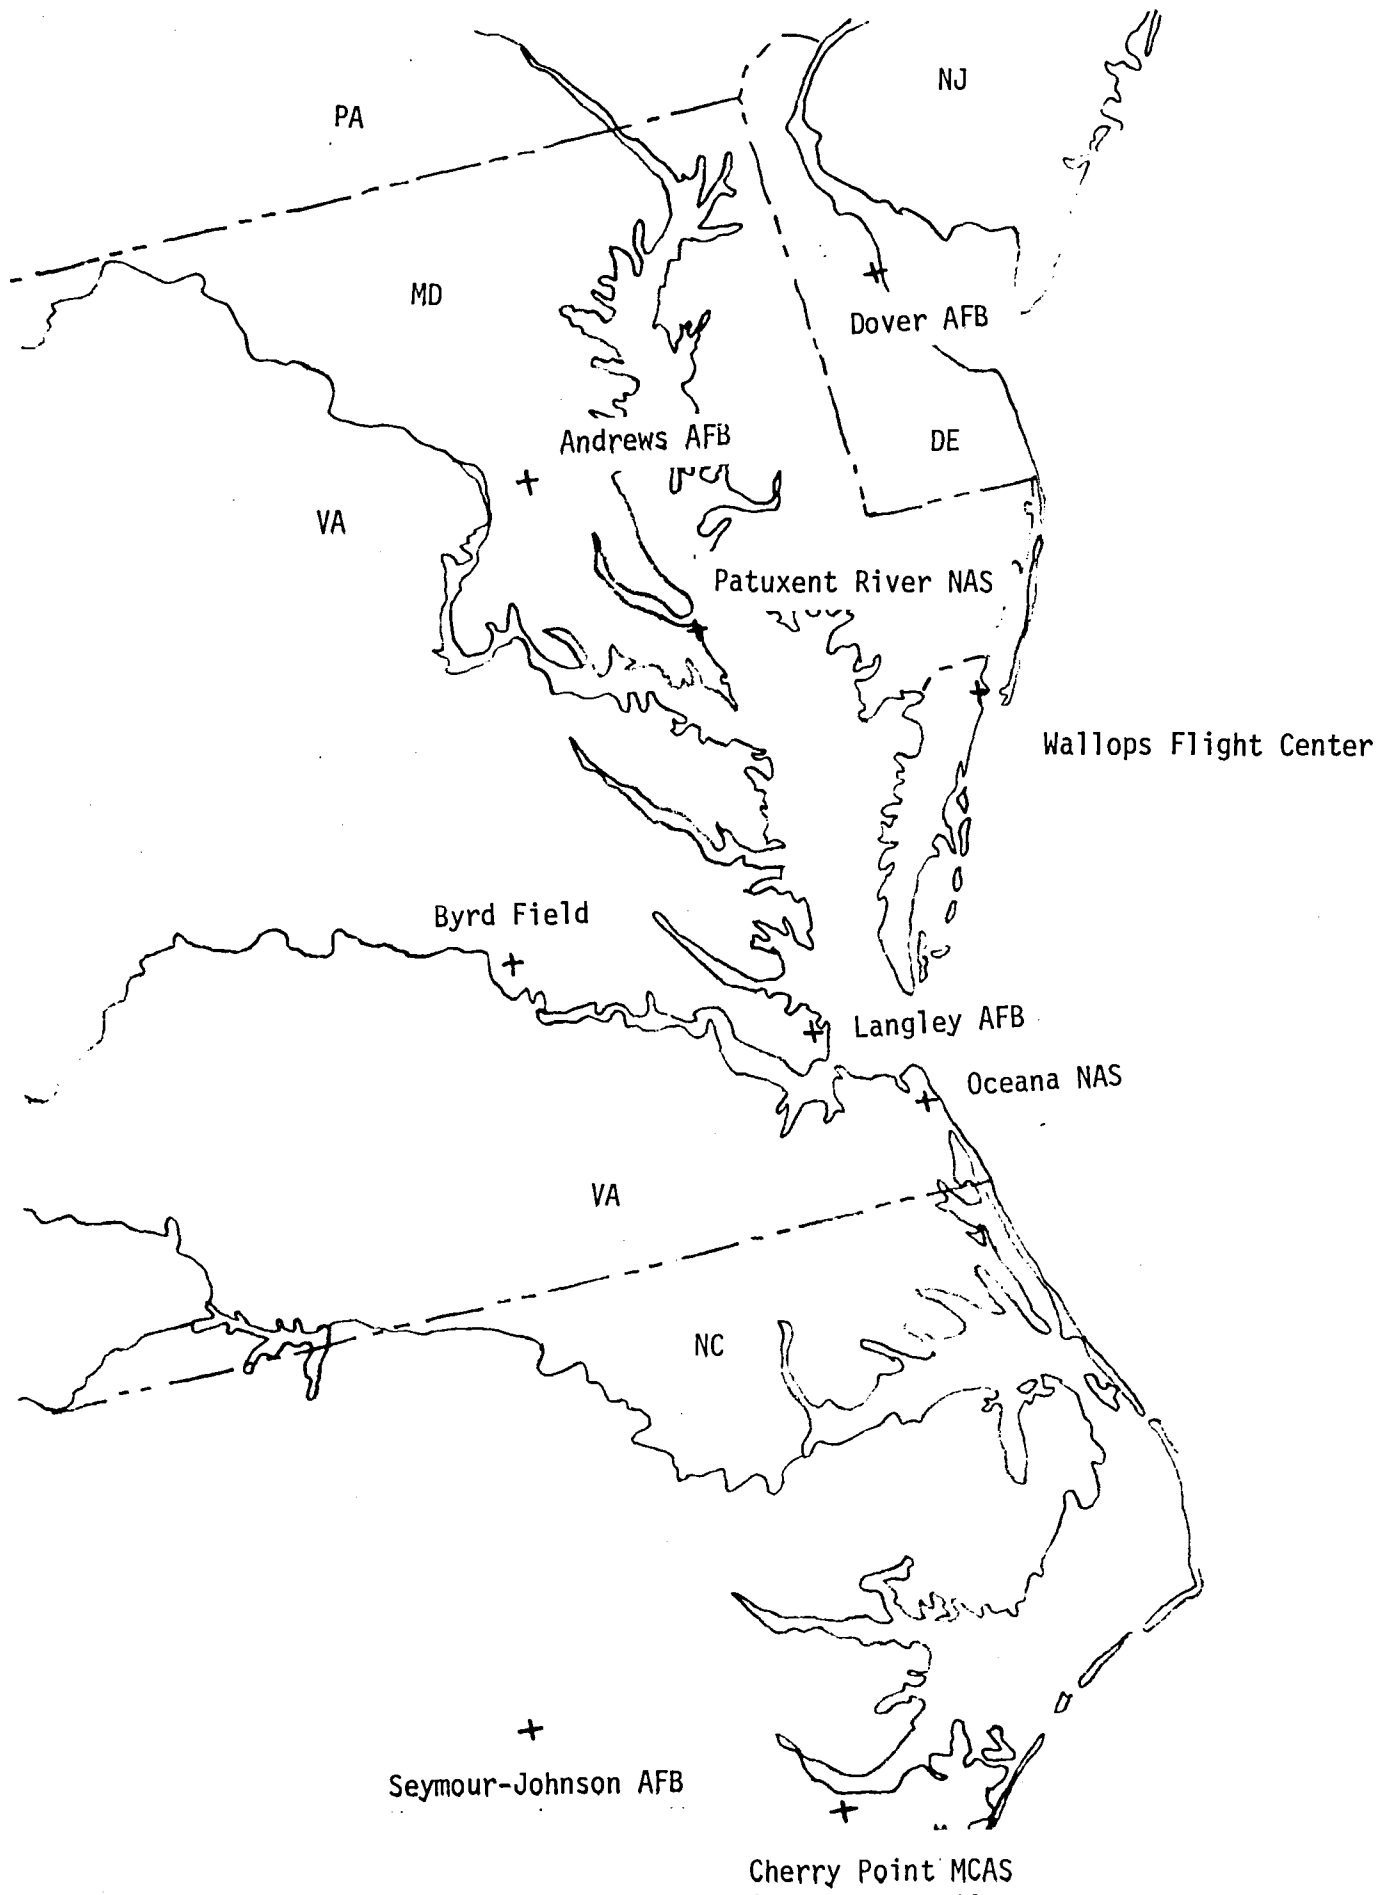 NJ
PA
MD
Dover AFB
Andrews AFB
DE
VA
Patuxent River NAS
Wallops Flight Center
Byrd Field
Langley AFB
Oceana NAS
VA
NC
Seymour-Johnson AFB
Cherry Point MCAS